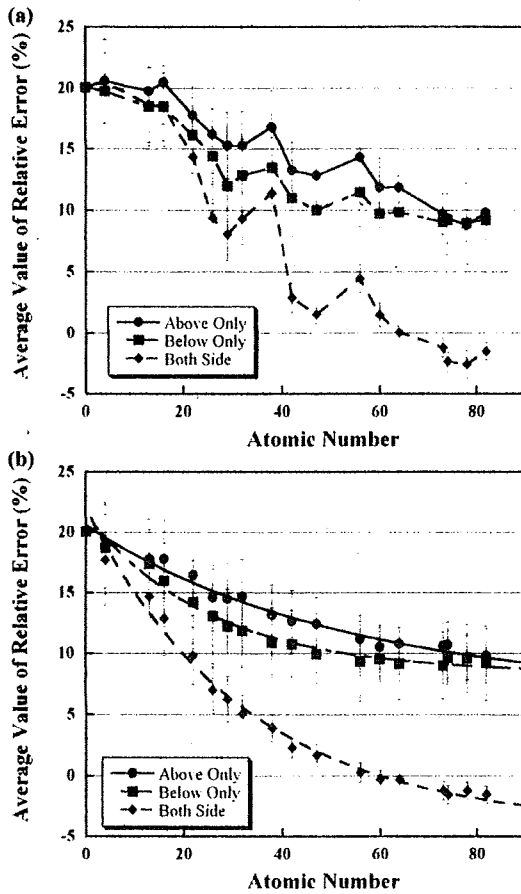 (a)
25
20
15
10
5
0
-5
Average Value of Relative Error (%)
Above Only
Below Only
Both Side
0 20 40 60 80
Atomic Number
(b)
25
20
15
10
5
0
-5
Average Value of Relative Error (%)
Above Only
Below Only
Both Side
0 20 40 60 80
Atomic Number